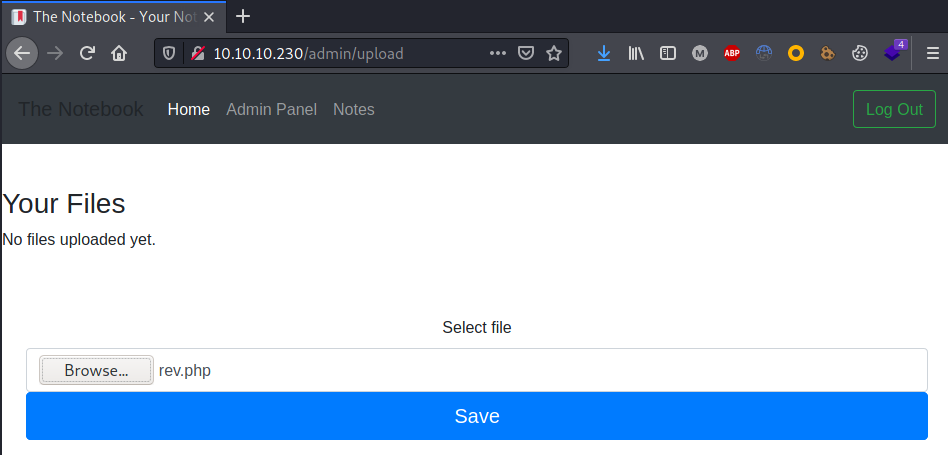 The Notebook - Your Not
10.10.10.230/admin/upload
ABP
4
The Notebook Home Admin Panel Notes Log Out
Your Files
No files uploaded yet.
Select file
Browse... rev.php
Save